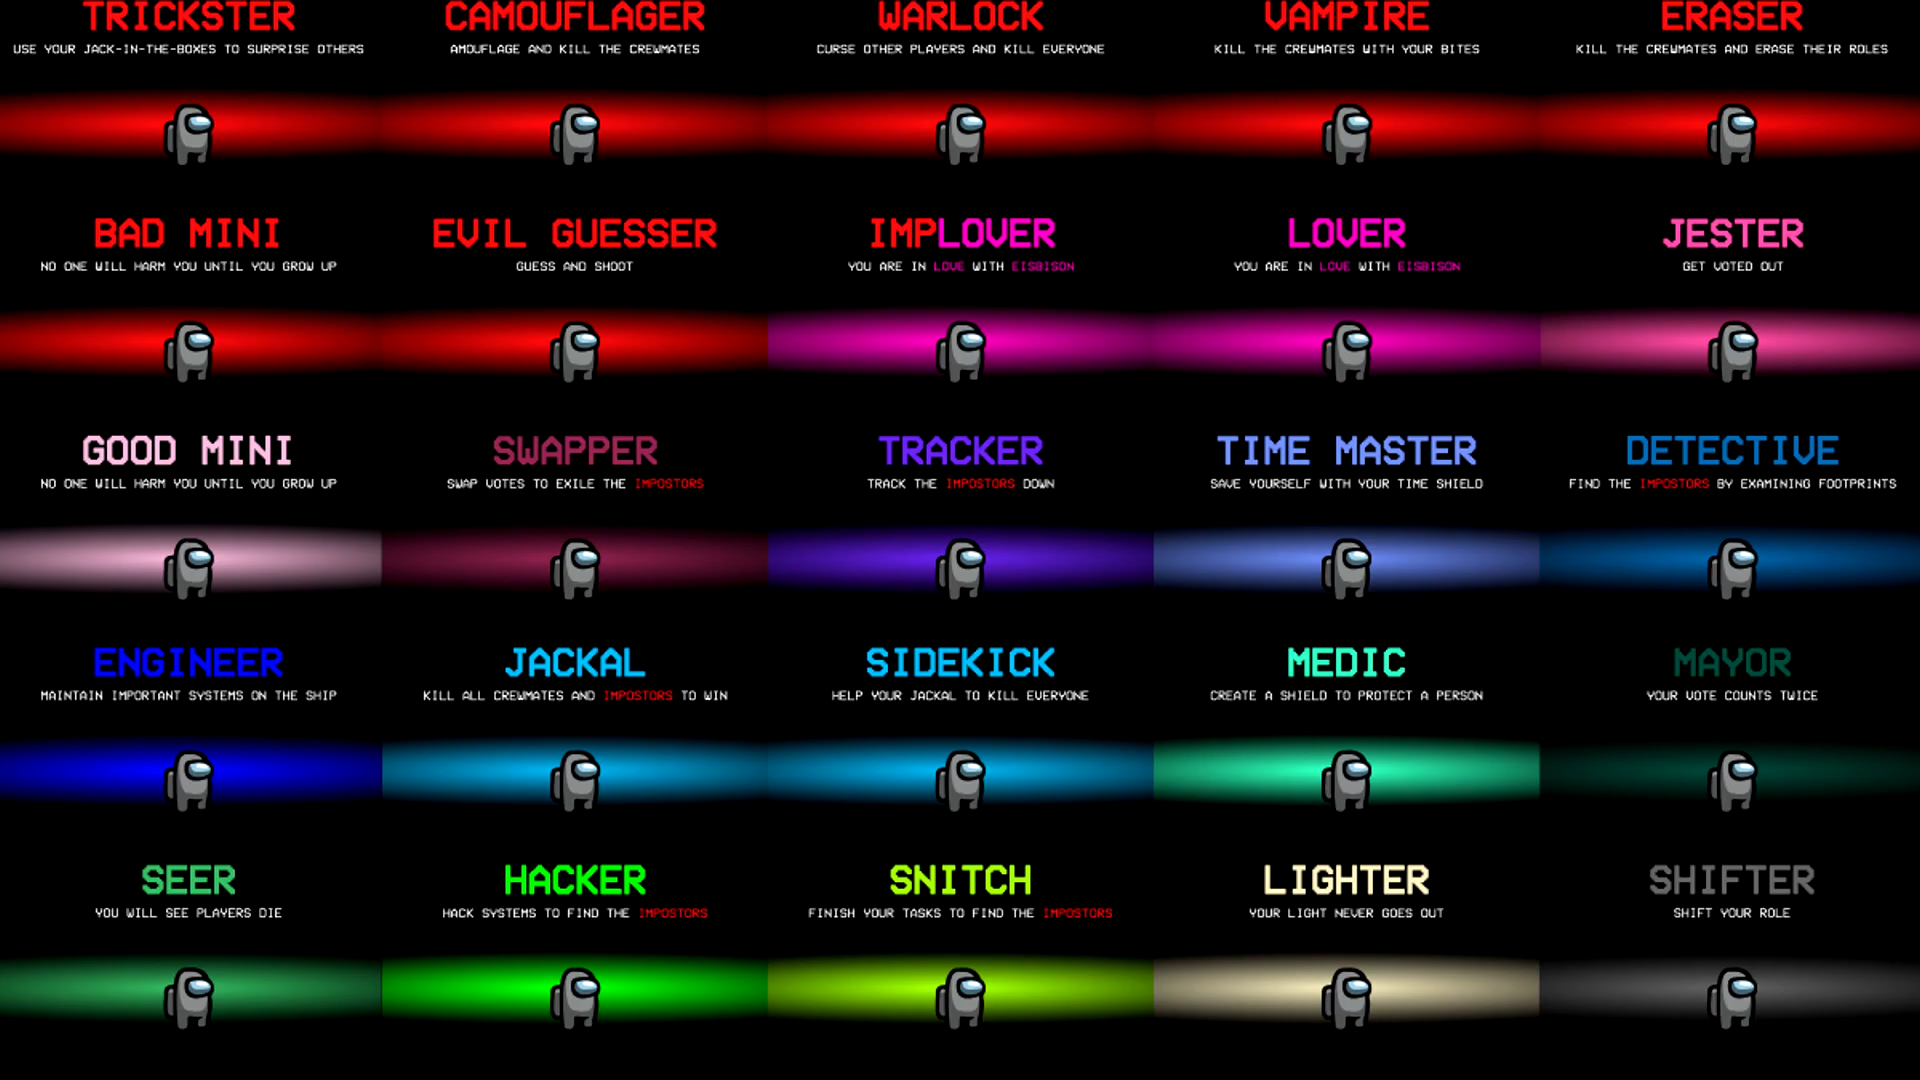 TRICKSTER
USE YOUR JACK-IN-THE-BOXES TO SURPRISE OTHERS
CAMOUFLAGER
AMOUFLAGE AND KILL THE CREWMATES
WARLOCK
CURSE OTHER PLAYERS AND KILL EVERYONE
VAMPIRE
KILL THE CREWMATES WITH YOUR BITES
ERASER
KILL THE CREWMATES AND ERASE THEIR ROLES
BAD MINI
NO ONE WILL HARM YOU UNTIL YOU GROW UP
EVIL GUESSER
GUESS AND SHOOT
IMPLOVER
YOU ARE IN LOVE WITH EISBISON
LOVER
YOU ARE IN LOVE WITH EISBISON
JESTER
GET VOTED OUT
GOOD MINI
NO ONE WILL HARM YOU UNTIL YOU GROW UP
SWAPPER
SWAP VOTES TO EXILE THE IMPOSTORS
TRACKER
TRACK THE IMPOSTORS DOWN
TIME MASTER
SAVE YOURSELF WITH YOUR TIME SHIELD
DETECTIVE
FIND THE IMPOSTORS BY EXAMINING FOOTPRINTS
ENGINEER
MAINTAIN IMPORTANT SYSTEMS ON THE SHIP
JACKAL
KILL ALL CREWMATES AND IMPOSTORS TO WIN
SIDEKICK
HELP YOUR JACKAL TO KILL EVERYONE
MEDIC
CREATE A SHIELD TO PROTECT A PERSON
MAYOR
YOUR VOTE COUNTS TWICE
SEER
YOU WILL SEE PLAYERS DIE
HACKER
HACK SYSTEMS TO FIND THE IMPOSTORS
SNITCH
FINISH YOUR TASKS TO FIND THE IMPOSTORS
LIGHTER
YOUR LIGHT NEVER GOES OUT
SHIFTER
SHIFT YOUR ROLE